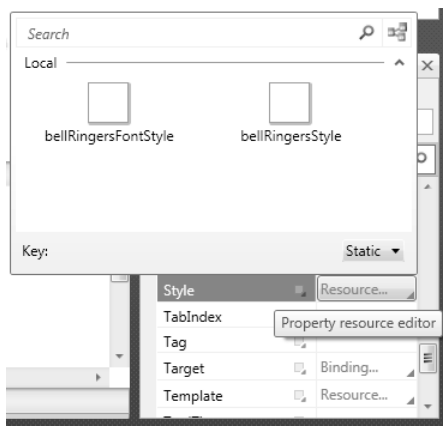 Search
Local
bellRingersFontStyle bellRingersStyle
Key: Static
Style Resource...
TabIndex
Property resource editor
Tag
Target Binding...
Template Resource...